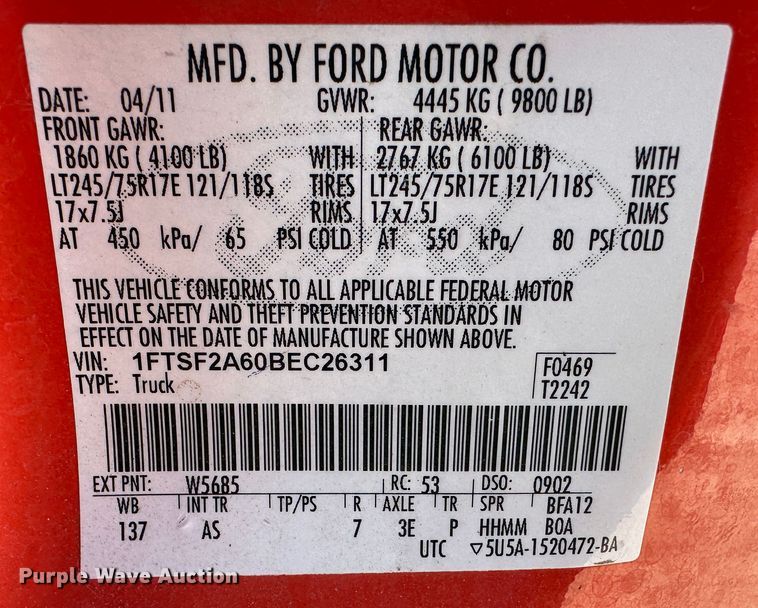 MFD. BY FORD MOTOR CO.
DATE: 04/11 GVWR: 4445 KG ( 9800 LB)
FRONT GAWR: REAR GAWR:
1860 KG ( 4100 LB) WITH 2767 KG ( 6100 LB) WITH
LT245/75R17E 121/118S TIRES LT245/75R17E 121/118S TIRES
17x7.5J RIMS 17x7.5J RIMS
AT 450 kPa/ 65 PSI COLD AT 550 kPa/ 80 PSI COLD
THIS VEHICLE CONFORMS TO ALL APPLICABLE FEDERAL MOTOR
VEHICLE SAFETY AND THEFT PREVENTION STANDARDS IN
EFFECT ON THE DATE OF MANUFACTURE SHOWN ABOVE.
VIN: 1FTSF2A60BEC26311 F0469
TYPE: Truck T2242
EXT PNT: W5685 RC: 53 DSO: 0902
WB INT TR TP/PS R AXLE TR SPR BFA12
137 AS 7 3E P HHMM B0A
UTC ▽5U5A-1520472-BA
Purple Wave Auction